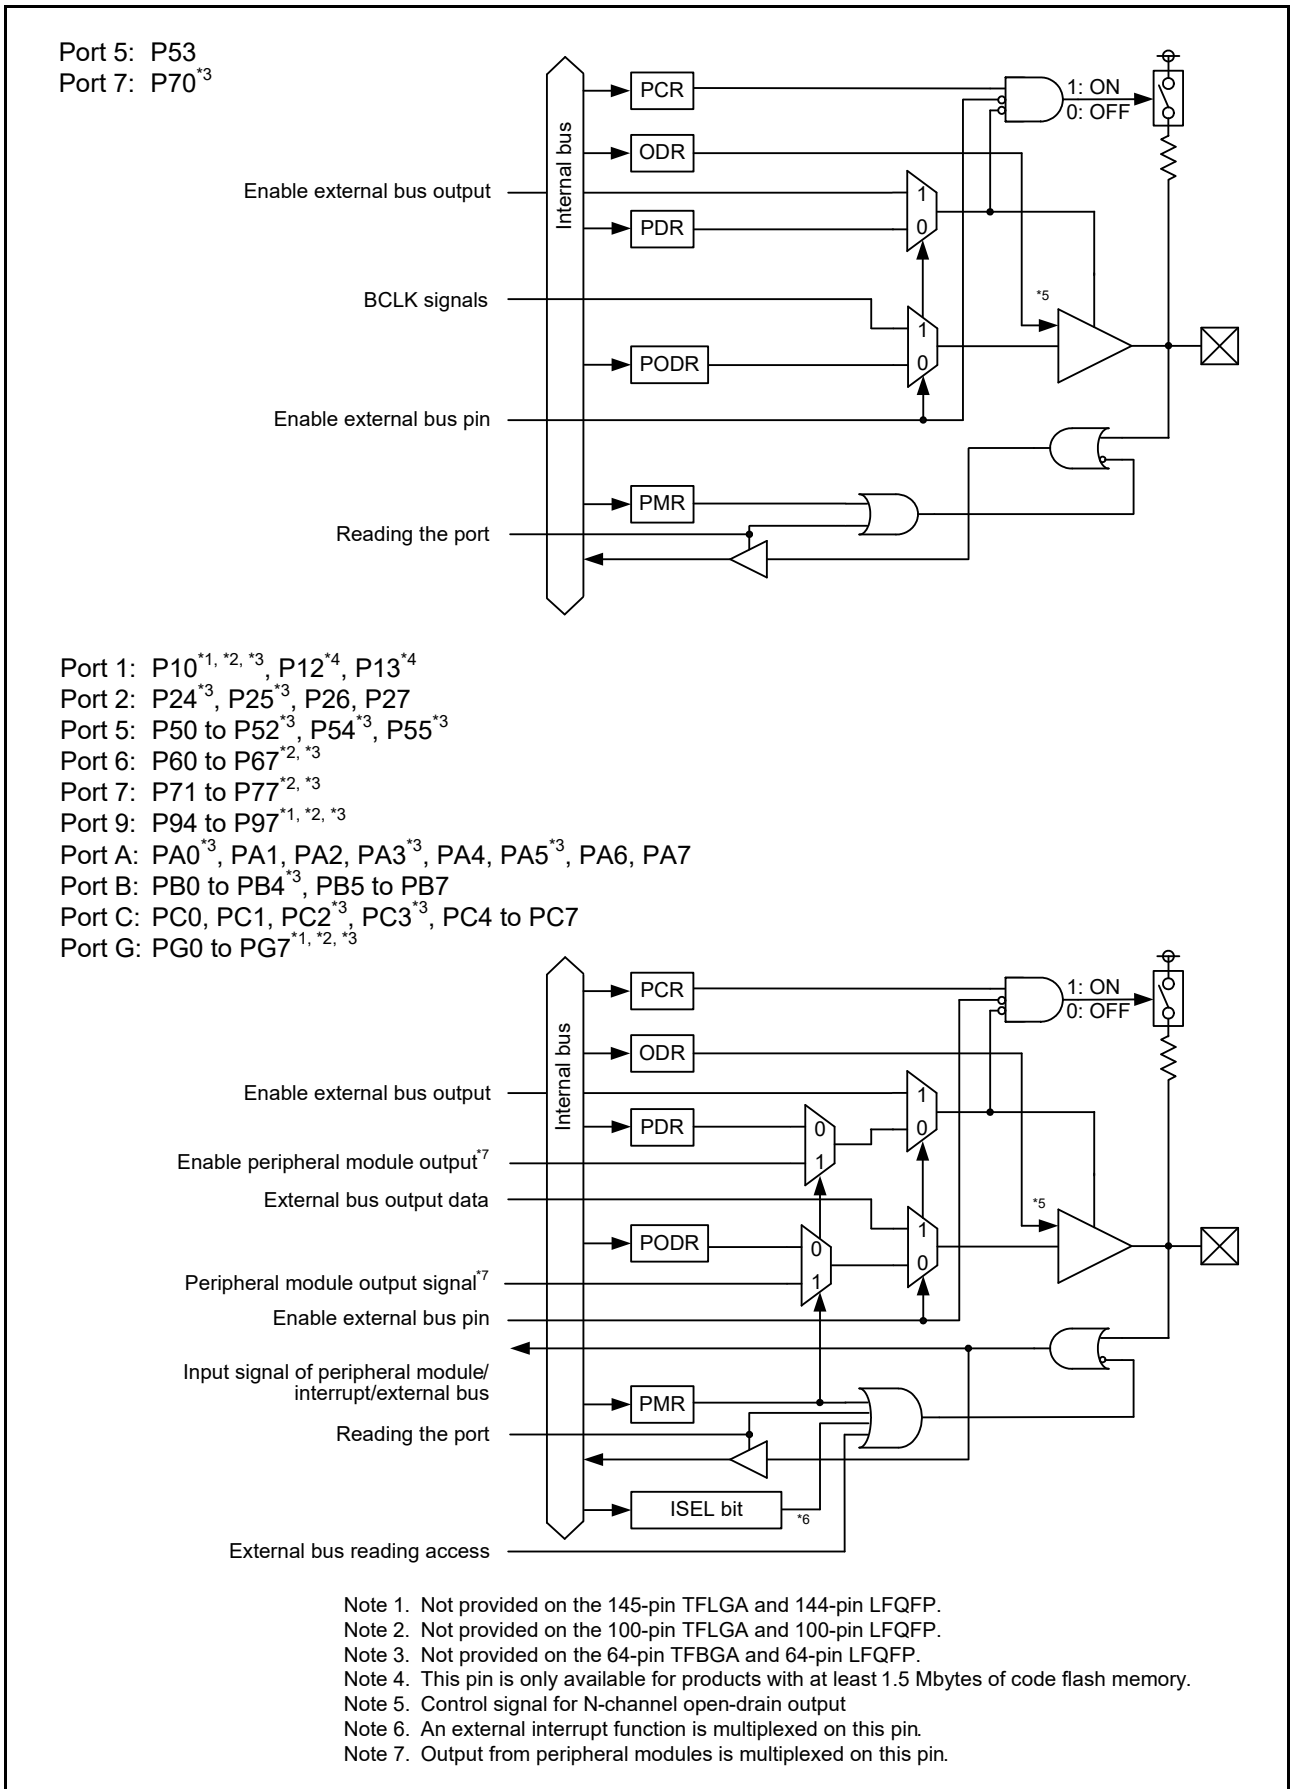 Port 5: P53
Port 7: P70*3
PCR
1: ON
0: OFF
ODR
Internal bus
Enable external bus output
1
PDR
0
BCLK signals
*5
1
PODR
0
Enable external bus pin
PMR
Reading the port
Port 1: P10*1, *2, *3, P12*4, P13*4
Port 2: P24*3, P25*3, P26, P27
Port 5: P50 to P52*3, P54*3, P55*3
Port 6: P60 to P67*2, *3
Port 7: P71 to P77*2, *3
Port 9: P94 to P97*1, *2, *3
Port A: PA0*3, PA1, PA2, PA3*3, PA4, PA5*3, PA6, PA7
Port B: PB0 to PB4*3, PB5 to PB7
Port C: PC0, PC1, PC2*3, PC3*3, PC4 to PC7
Port G: PG0 to PG7*1, *2, *3
PCR
1: ON
0: OFF
ODR
Internal bus
Enable external bus output
1
PDR
0
0
Enable peripheral module output*7
1
External bus output data
*5
1
PODR
0
0
Peripheral module output signal*7
1
Enable external bus pin
Input signal of peripheral module/
interrupt/external bus
PMR
Reading the port
ISEL bit
*6
External bus reading access
Note 1. Not provided on the 145-pin TFLGA and 144-pin LFQFP.
Note 2. Not provided on the 100-pin TFLGA and 100-pin LFQFP.
Note 3. Not provided on the 64-pin TFBGA and 64-pin LFQFP.
Note 4. This pin is only available for products with at least 1.5 Mbytes of code flash memory.
Note 5. Control signal for N-channel open-drain output
Note 6. An external interrupt function is multiplexed on this pin.
Note 7. Output from peripheral modules is multiplexed on this pin.